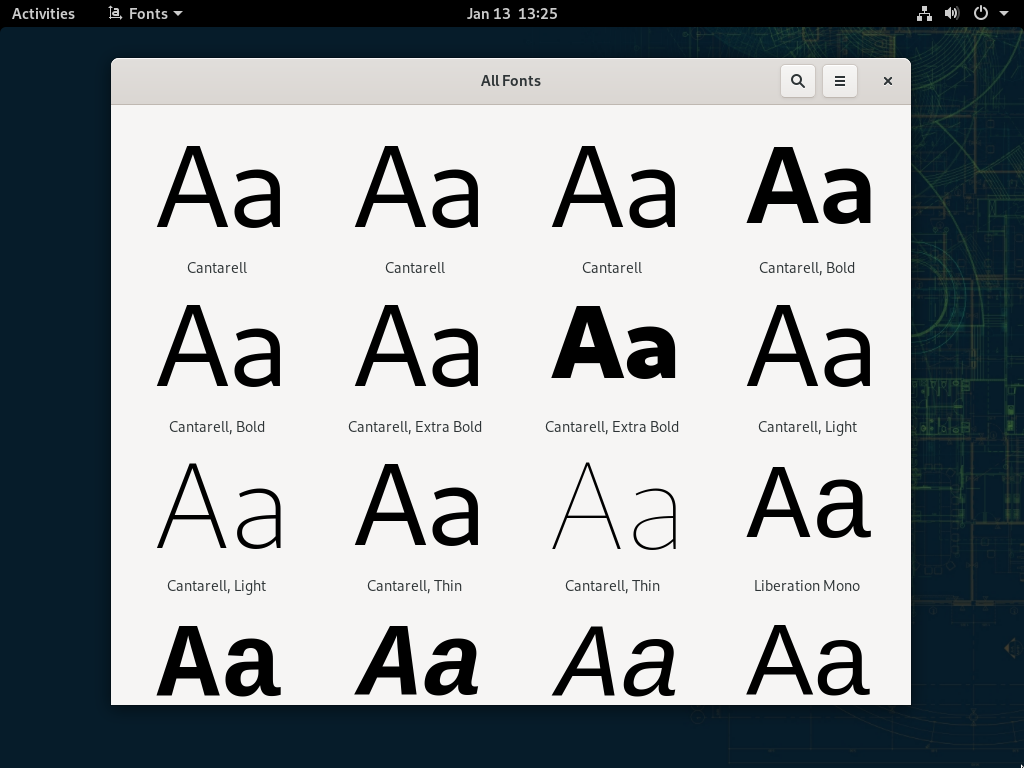 Activities Fonts Jan 13 13:25
All Fonts
Aa Aa Aa Aa
Cantarell Cantarell Cantarell Cantarell, Bold
Aa Aa Aa Aa
Cantarell, Bold Cantarell, Extra Bold Cantarell, Extra Bold Cantarell, Light
Aa Aa Aa Aa
Cantarell, Light Cantarell, Thin Cantarell, Thin Liberation Mono
Aa Aa Aa Aa